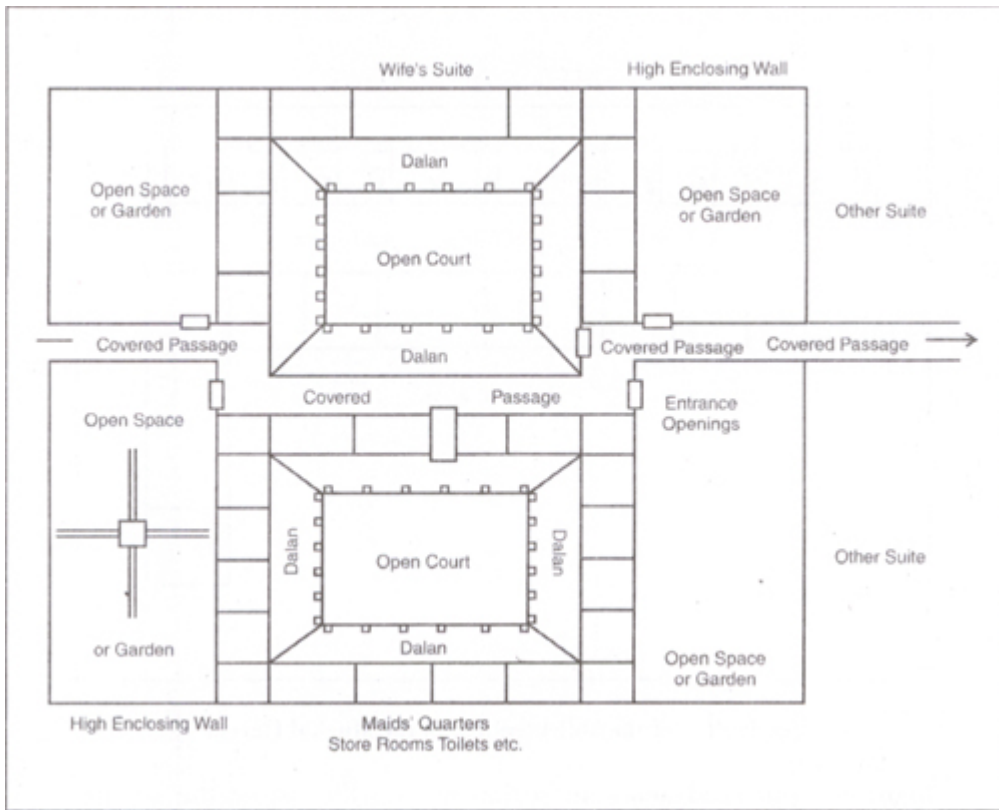 Wife's Suite
High Enclosing Wall
Dalan
Open Space
or Garden
Open Space
or Garden
Other Suite
Open Court
Covered Passage
Dalan
Covered Passage
Covered Passage
Covered
Passage
Entrance
Openings
Open Space
Dalan
Open Court
Dalan
Other Suite
or Garden
Dalan
Open Space
or Garden
High Enclosing Wall
Maids' Quarters
Store Rooms Toilets etc.